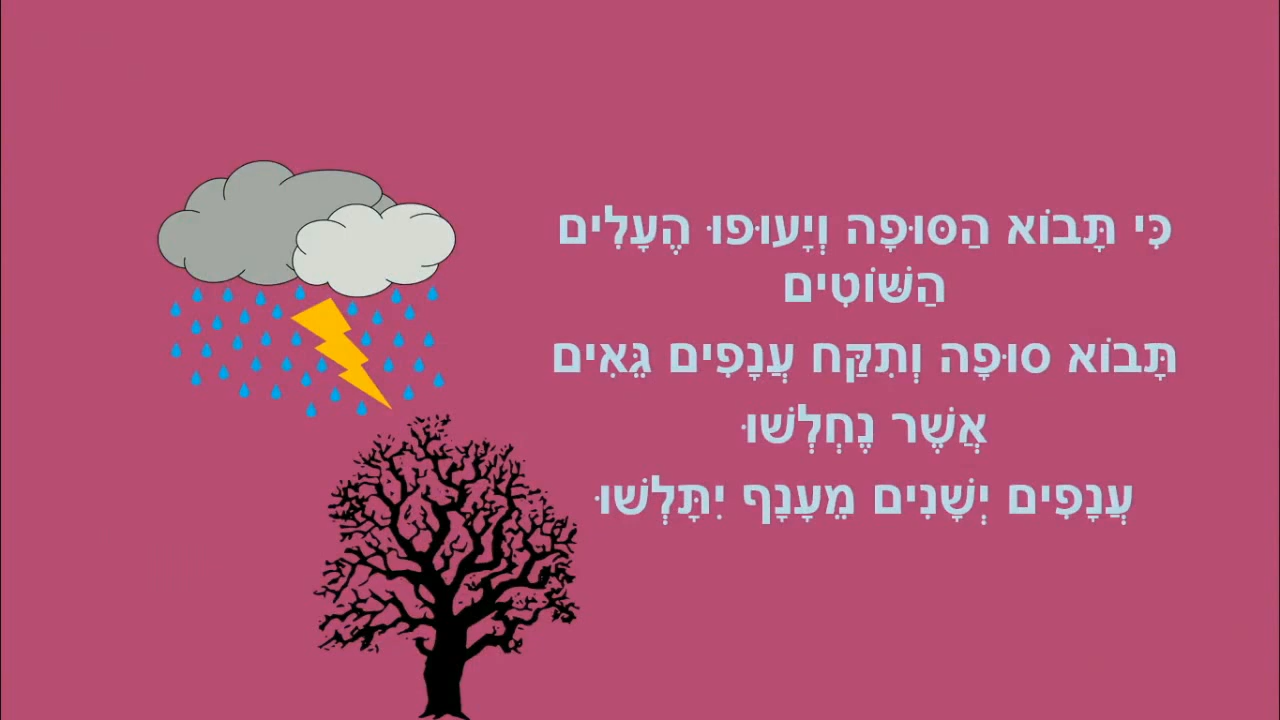 כִּי תָּבוֹא הַסּוּפָה וְיָעוּפוּ הֶעָלִים
הַשּׁוֹטִים
תָּבוֹא סוּפָה וְתִקַּח עֲנָפִים גֵּאִים
אֲשֶׁר נֶחְלְשׁוּ
עֲנָפִים יְשָׁנִים מֵעָנָף יִתָּלְשׁוּ